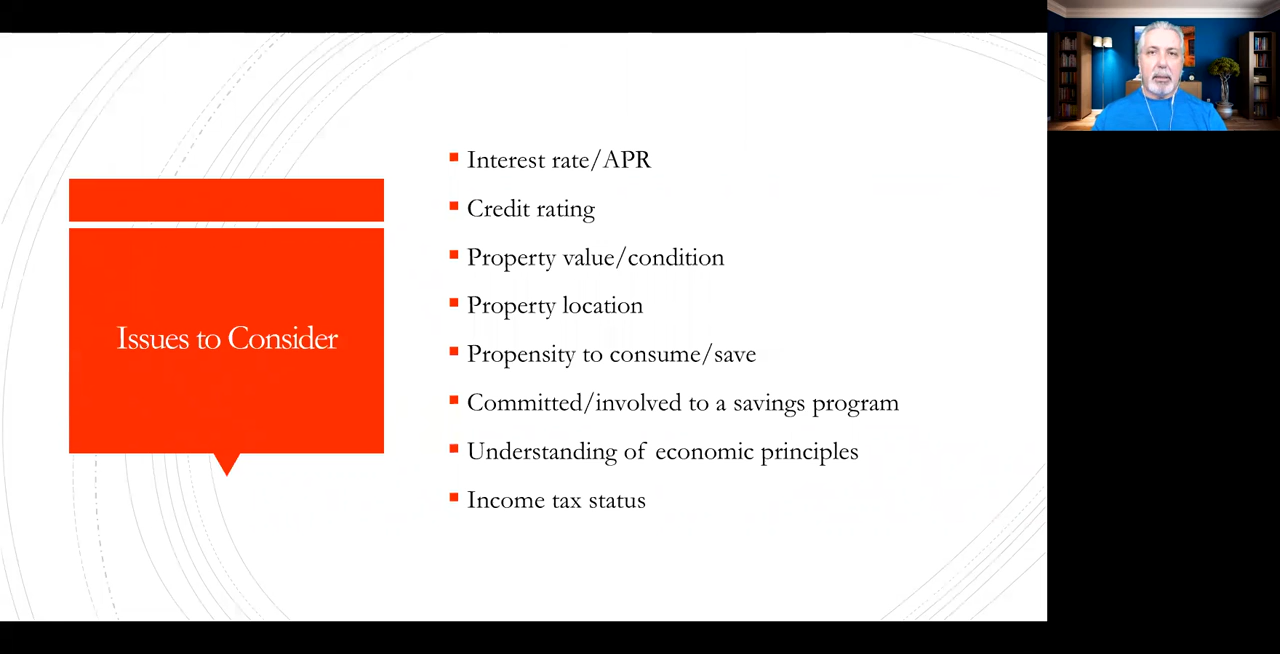 Issues to Consider
Interest rate/APR
Credit rating
Property value/condition
Property location
Propensity to consume/save
Committed/involved to a savings program
Understanding of economic principles
Income tax status